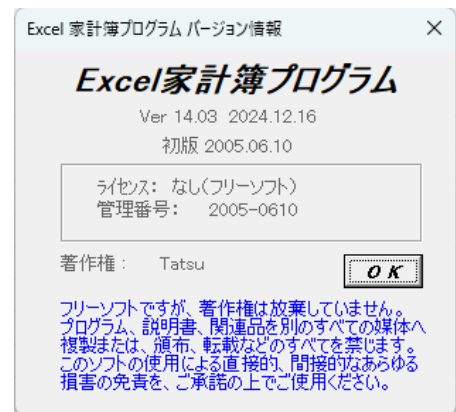 Excel 家計簿プログラム バージョン情報
Excel家計簿プログラム
Ver 14.03 2024.12.16
初版 2005.06.10
ライセンス： なし(フリーソフト)
管理番号： 2005-0610
著作権： Tatsu
OK
フリーソフトですが、著作権は放棄していません。
プログラム、説明書、関連品を別のすべての媒体へ
複製または、頒布、転載などのすべてを禁じます。
このソフトの使用による直接的、間接的なあらゆる
損害の免責を、ご承諾の上でご使用ください。